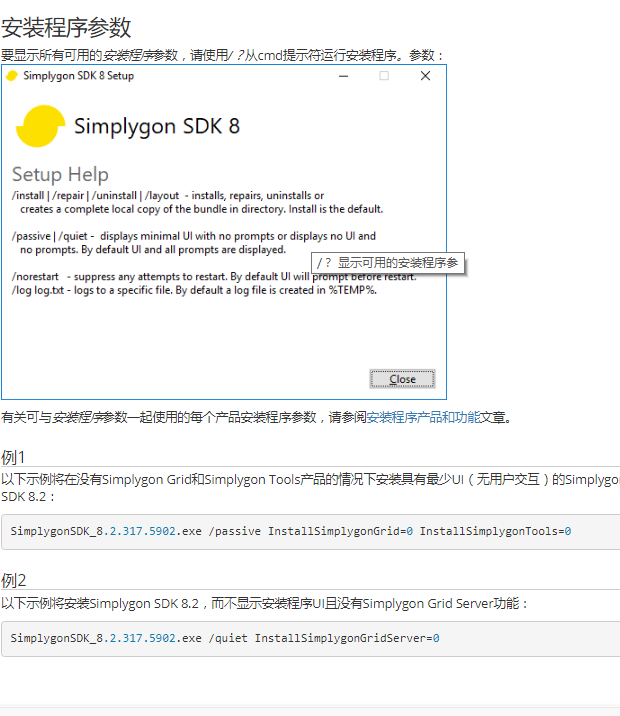 安装程序参数
要显示所有可用的安装程序参数，请使用/ ？从cmd提示符运行安装程序。参数：
Simplygon SDK 8 Setup
Simplygon SDK 8
Setup Help
/install | /repair | /uninstall | /layout - installs, repairs, uninstalls or
creates a complete local copy of the bundle in directory. Install is the default.
/passive | /quiet - displays minimal UI with no prompts or displays no UI and
no prompts. By default UI and all prompts are displayed.
/？显示可用的安装程序参
/norestart - suppress any attempts to restart. By default UI will prompt before restart.
/log log.txt - logs to a specific file. By default a log file is created in %TEMP%.
Close
有关可与安装程序参数一起使用的每个产品安装程序参数，请参阅安装程序产品和功能文章。
例1
以下示例将在没有Simplygon Grid和Simplygon Tools产品的情况下安装具有最少UI（无用户交互）的Simplygon
SDK 8.2：
SimplygonSDK_8.2.317.5902.exe /passive InstallSimplygonGrid=0 InstallSimplygonTools=0
例2
以下示例将安装Simplygon SDK 8.2，而不显示安装程序UI且没有Simplygon Grid Server功能：
SimplygonSDK_8.2.317.5902.exe /quiet InstallSimplygonGridServer=0